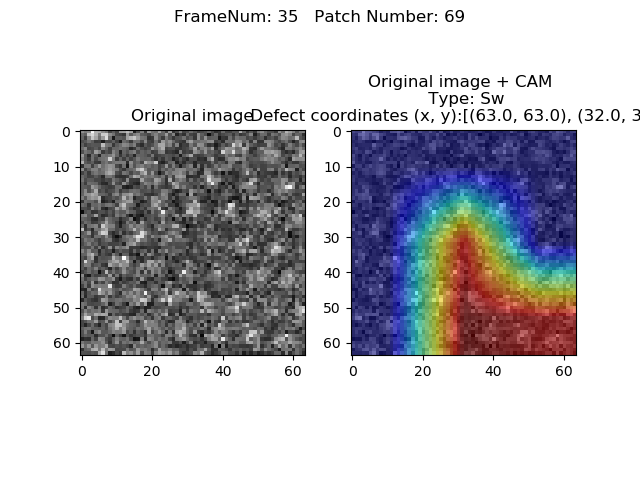 FrameNum: 35   Patch Number: 69
Original image + CAM
Type: Sw
Original image
Defect coordinates (x, y):[(63.0, 63.0), (32.0, 3
0
10
20
30
40
50
60
0 20 40 60
0
10
20
30
40
50
60
0 20 40 60